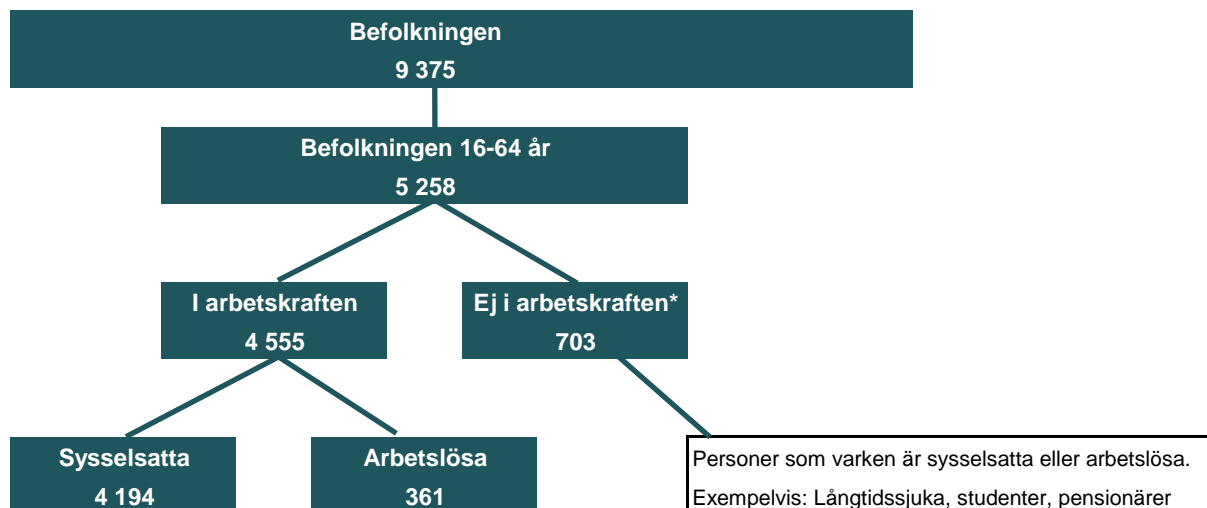 Befolkningen
9 375
Befolkningen 16-64 år
5 258
I arbetskraften
4 555
Ej i arbetskraften*
703
Sysselsatta
4 194
Arbetslösa
361
Personer som varken är sysselsatta eller arbetslösa.
Exempelvis: Långtidssjuka, studenter, pensionärer